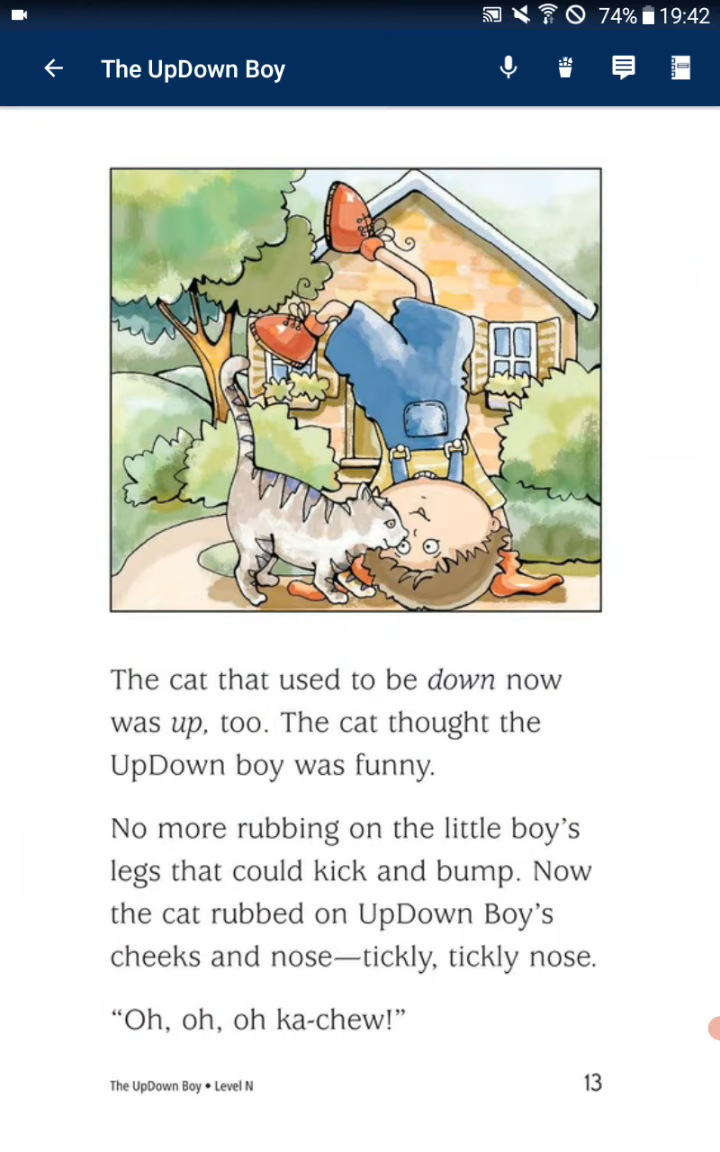 74% 19:42
The UpDown Boy
The cat that used to be down now
was up, too. The cat thought the
UpDown boy was funny.
No more rubbing on the little boy’s
legs that could kick and bump. Now
the cat rubbed on UpDown Boy’s
cheeks and nose—tickly, tickly nose.
“Oh, oh, oh ka-chew!”
The UpDown Boy • Level N 13